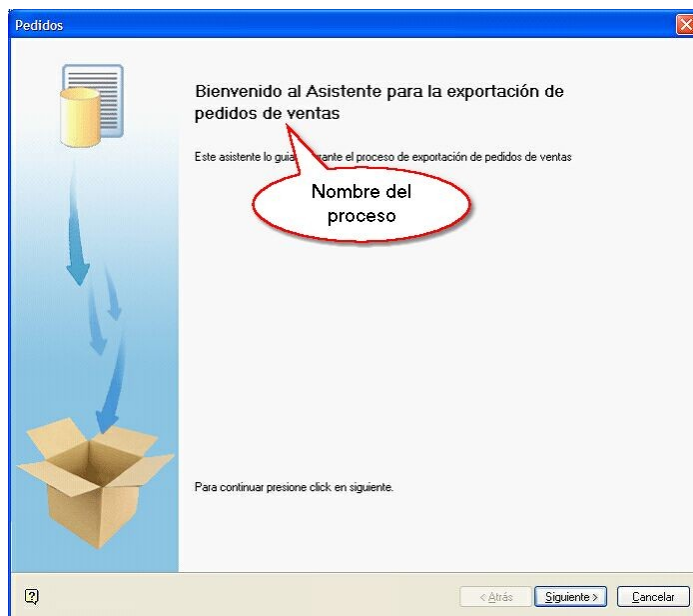 Pedidos
Bienvenido al Asistente para la exportación de
pedidos de ventas
Este asistente lo guia rante el proceso de exportación de pedidos de ventas
Nombre del
proceso
Para continuar presione click en siguiente.
< Atrás
Siguiente >
Cancelar